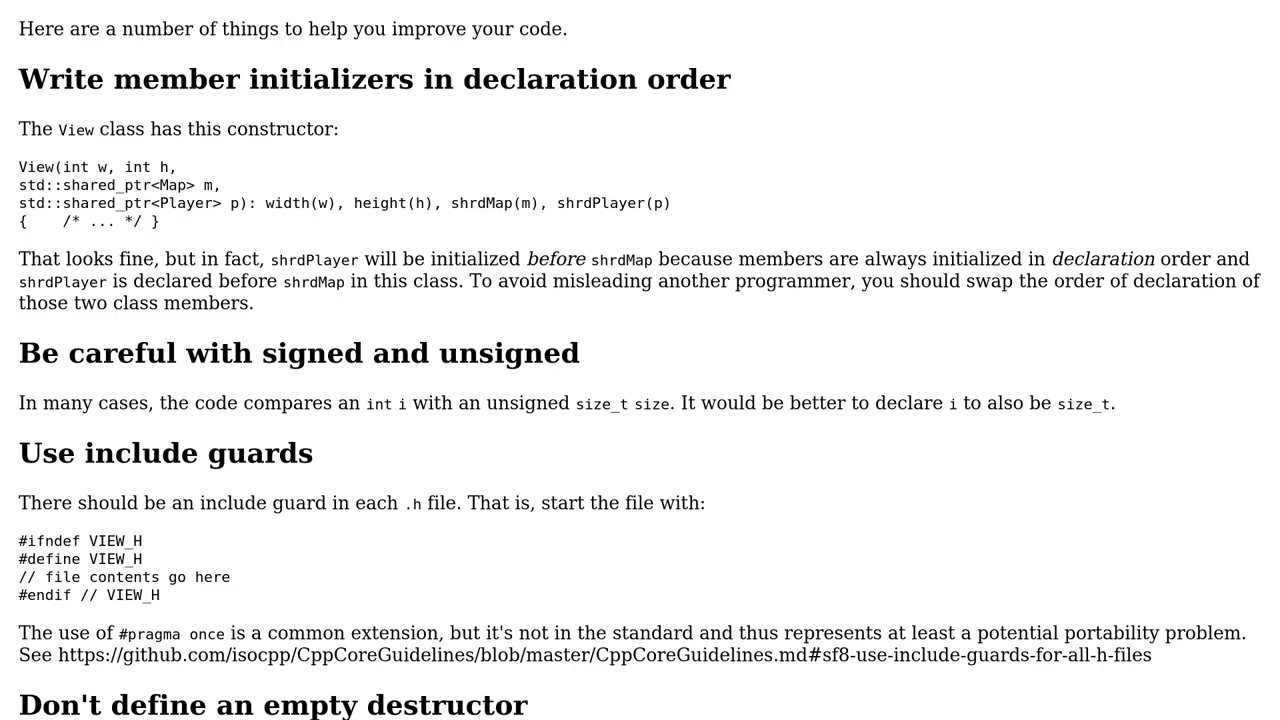 Here are a number of things to help you improve your code.
Write member initializers in declaration order
The View class has this constructor:
View(int w, int h,
std::shared_ptr<Map> m,
std::shared_ptr<Player> p): width(w), height(h), shrdMap(m), shrdPlayer(p)
{    /* ... */ }
That looks fine, but in fact, shrdPlayer will be initialized before shrdMap because members are always initialized in declaration order and
shrdPlayer is declared before shrdMap in this class. To avoid misleading another programmer, you should swap the order of declaration of
those two class members.
Be careful with signed and unsigned
In many cases, the code compares an int i with an unsigned size_t size. It would be better to declare i to also be size_t.
Use include guards
There should be an include guard in each .h file. That is, start the file with:
#ifndef VIEW_H
#define VIEW_H
// file contents go here
#endif // VIEW_H
The use of #pragma once is a common extension, but it's not in the standard and thus represents at least a potential portability problem.
See https://github.com/isocpp/CppCoreGuidelines/blob/master/CppCoreGuidelines.md#sf8-use-include-guards-for-all-h-files
Don't define an empty destructor